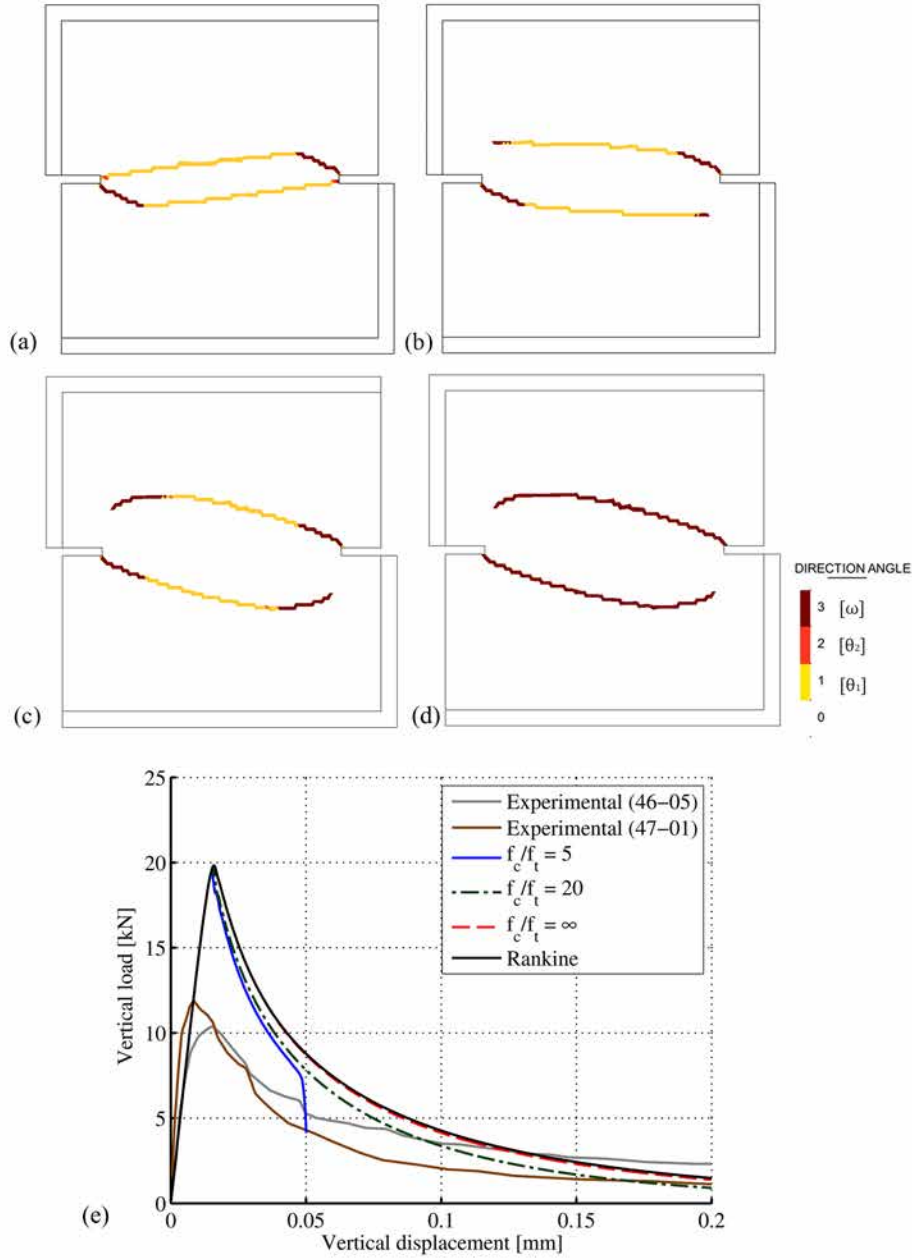 (a)
(b)
DIRECTION ANGLE
3 [ω]
2 [θ₂]
1 [θ₁]
0
(c)
(d)
25
20
15
10
5
0
Vertical load [kN]
Experimental (46−05)
Experimental (47−01)
f_c/f_t = 5
f_c/f_t = 20
f_c/f_t = ∞
Rankine
(e)
0 0.05 0.1 0.15 0.2
Vertical displacement [mm]